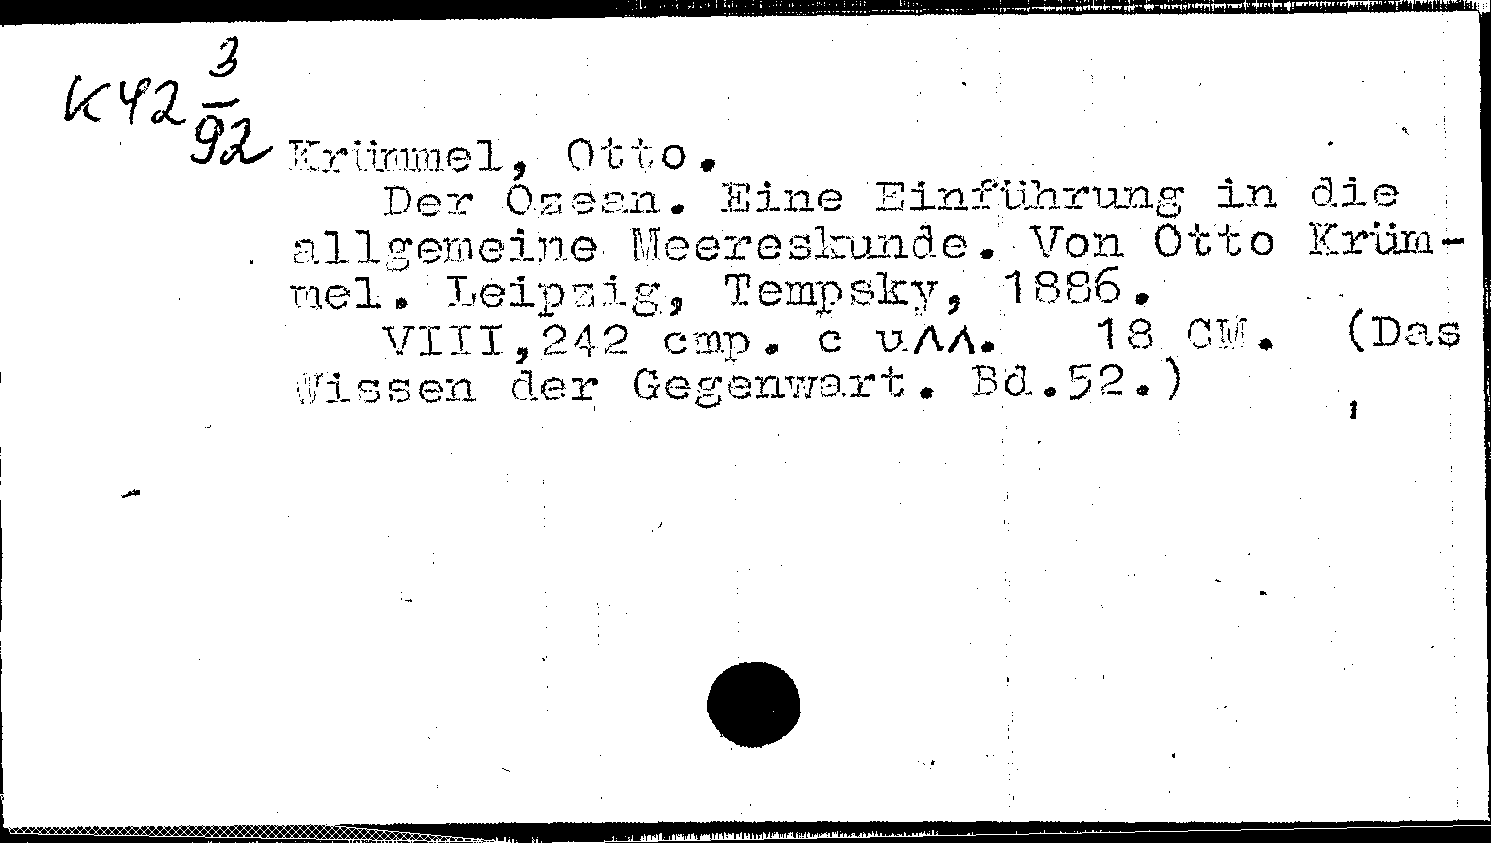 K42 3/92
Krümmel, Otto.
Der Ozean. Eine Einführung in die
allgemeine Meereskunde. Von Otto Krüm-
mel. Leipzig, Tempsky, 1886.
VIII,242 стр. с илл. 18 см. (Das
Wissen der Gegenwart. Bd.52.)